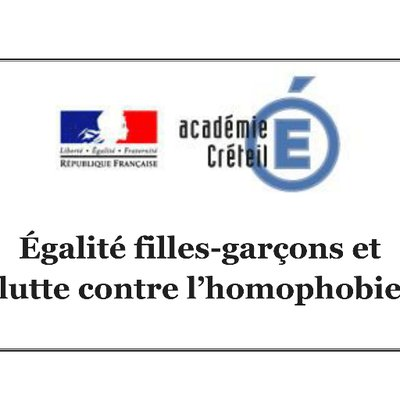 Liberté • Égalité • Fraternité
RÉPUBLIQUE FRANÇAISE
académie
Créteil
É
Égalité filles-garçons et
lutte contre l’homophobie